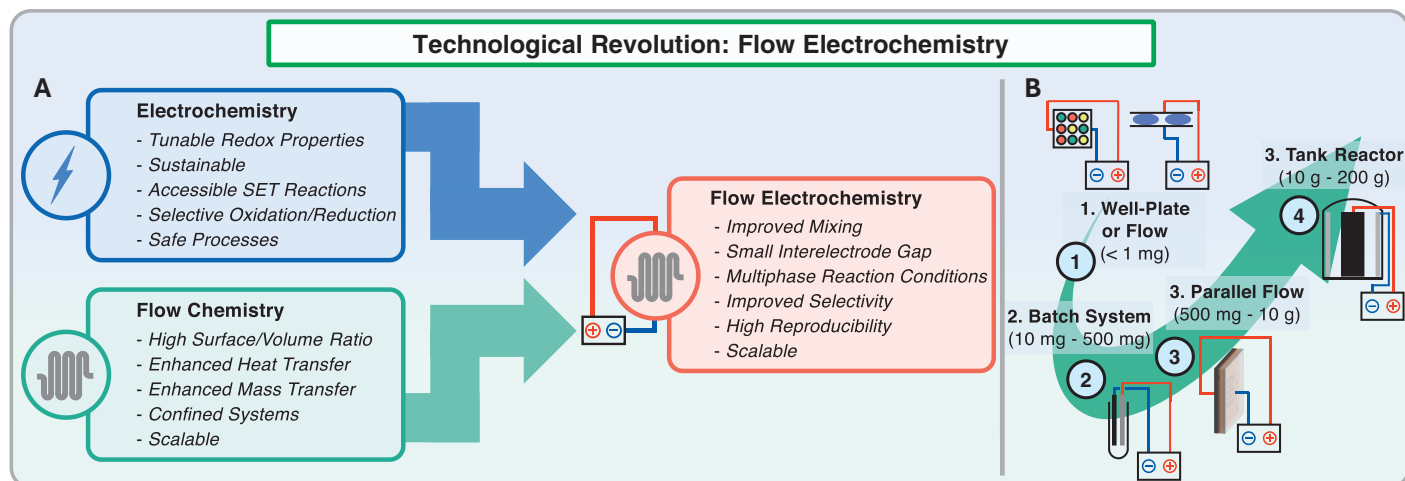 Technological Revolution: Flow Electrochemistry
A
Electrochemistry
- Tunable Redox Properties
- Sustainable
- Accessible SET Reactions
- Selective Oxidation/Reduction
- Safe Processes
Flow Chemistry
- High Surface/Volume Ratio
- Enhanced Heat Transfer
- Enhanced Mass Transfer
- Confined Systems
- Scalable
+ −
Flow Electrochemistry
- Improved Mixing
- Small Interelectrode Gap
- Multiphase Reaction Conditions
- Improved Selectivity
- High Reproducibility
- Scalable
B
− +
− +
1. Well-Plate
or Flow
(< 1 mg)
1
2. Batch System
(10 mg - 500 mg)
2
− +
3. Parallel Flow
(500 mg - 10 g)
3
− +
3. Tank Reactor
(10 g - 200 g)
4
− +